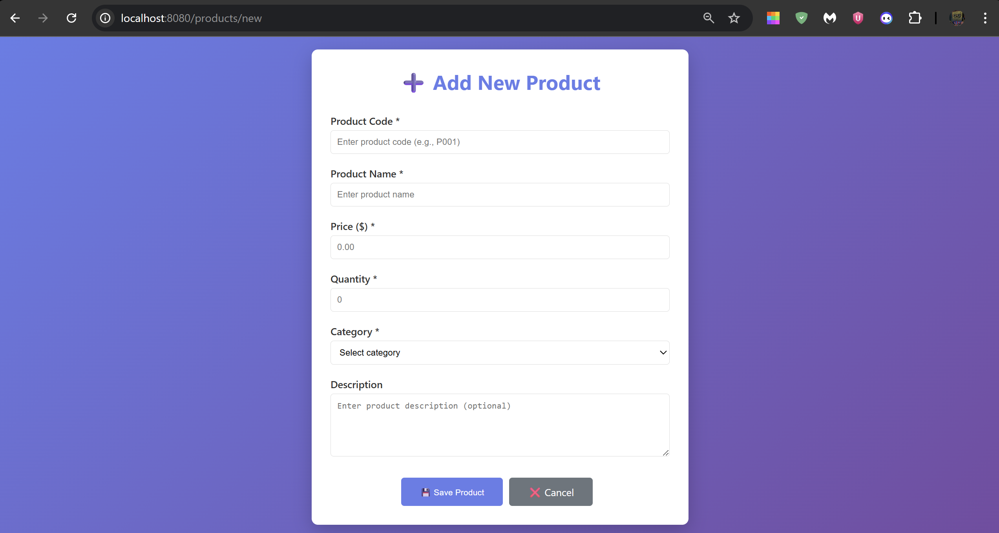 localhost:8080/products/new
Add New Product
Product Code *
Enter product code (e.g., P001)
Product Name *
Enter product name
Price ($) *
0.00
Quantity *
0
Category *
Select category
Description
Enter product description (optional)
Save Product
Cancel